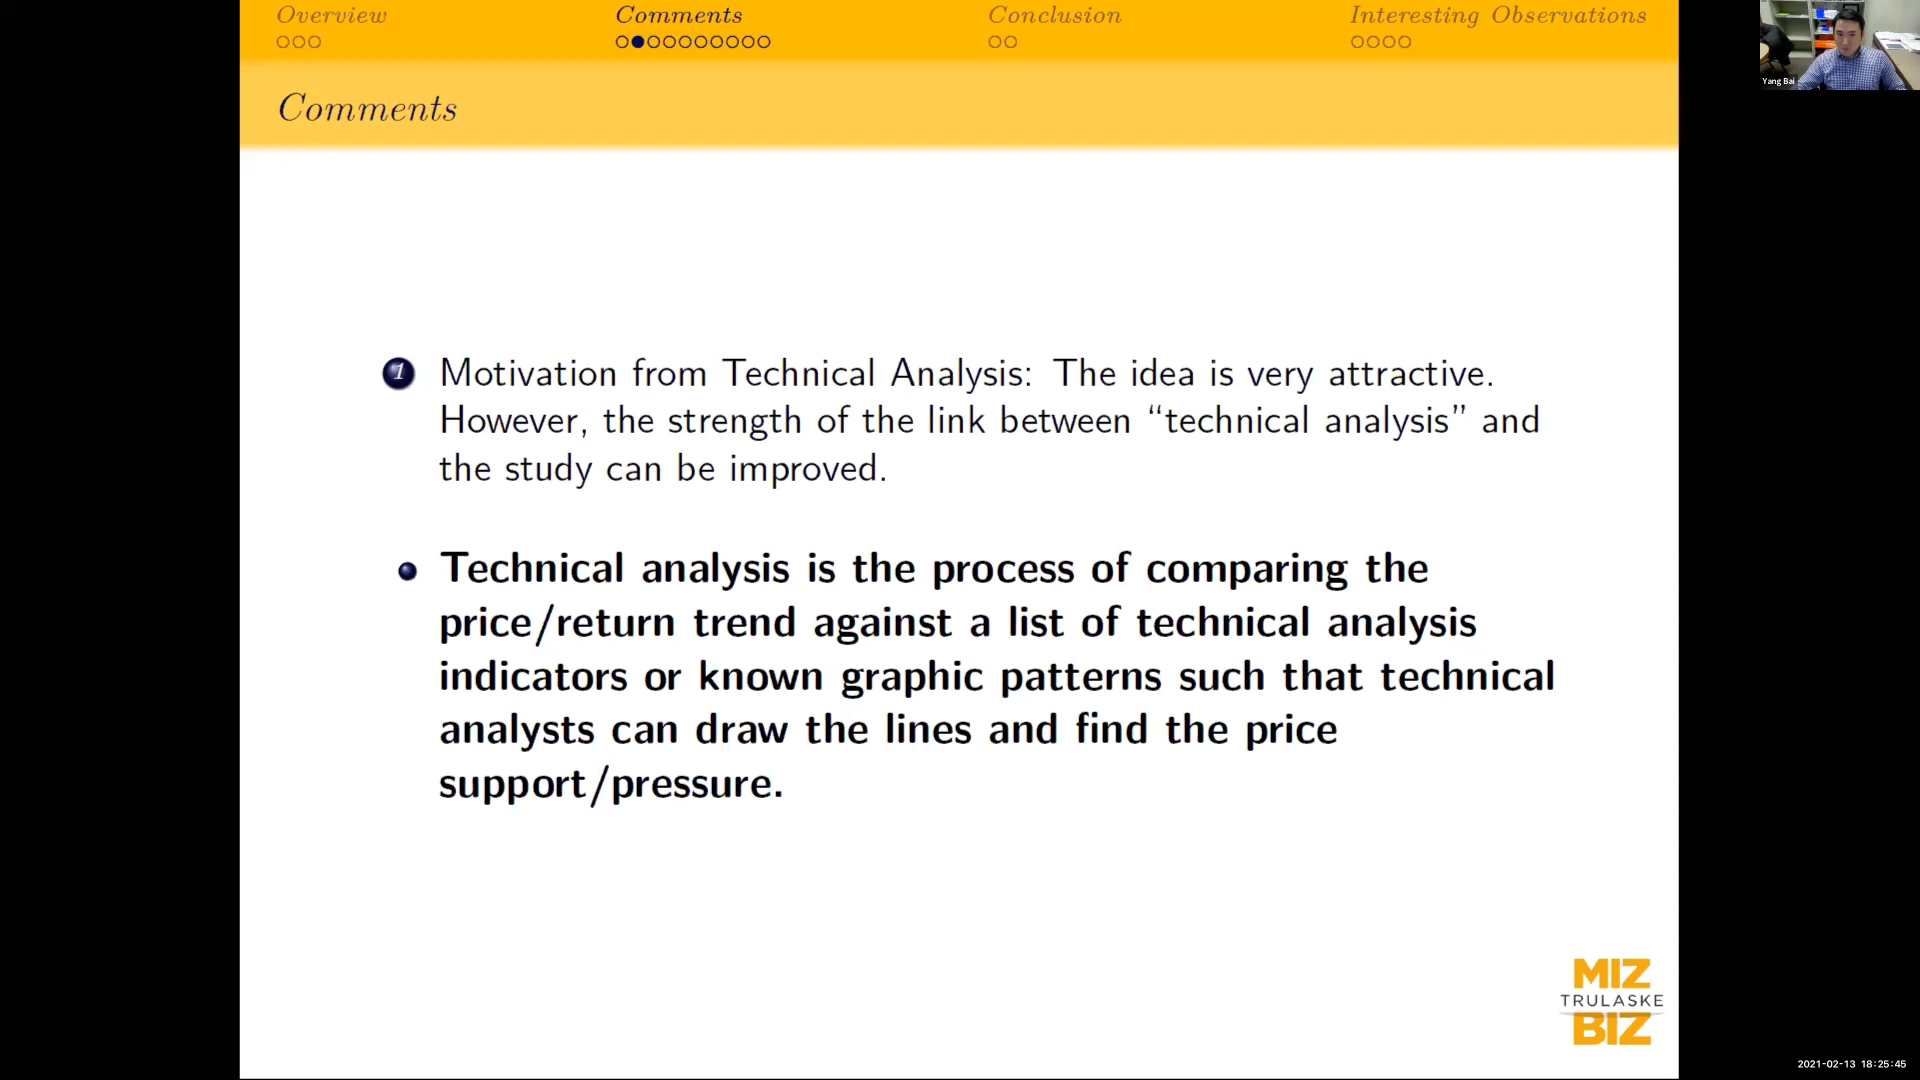 Overview
Comments
Conclusion
Interesting Observations
Yang Bai
Comments
1 Motivation from Technical Analysis: The idea is very attractive.
However, the strength of the link between “technical analysis” and
the study can be improved.
Technical analysis is the process of comparing the
price/return trend against a list of technical analysis
indicators or known graphic patterns such that technical
analysts can draw the lines and find the price
support/pressure.
MIZ
TRULASKE
BIZ
2021-02-13 18:25:45